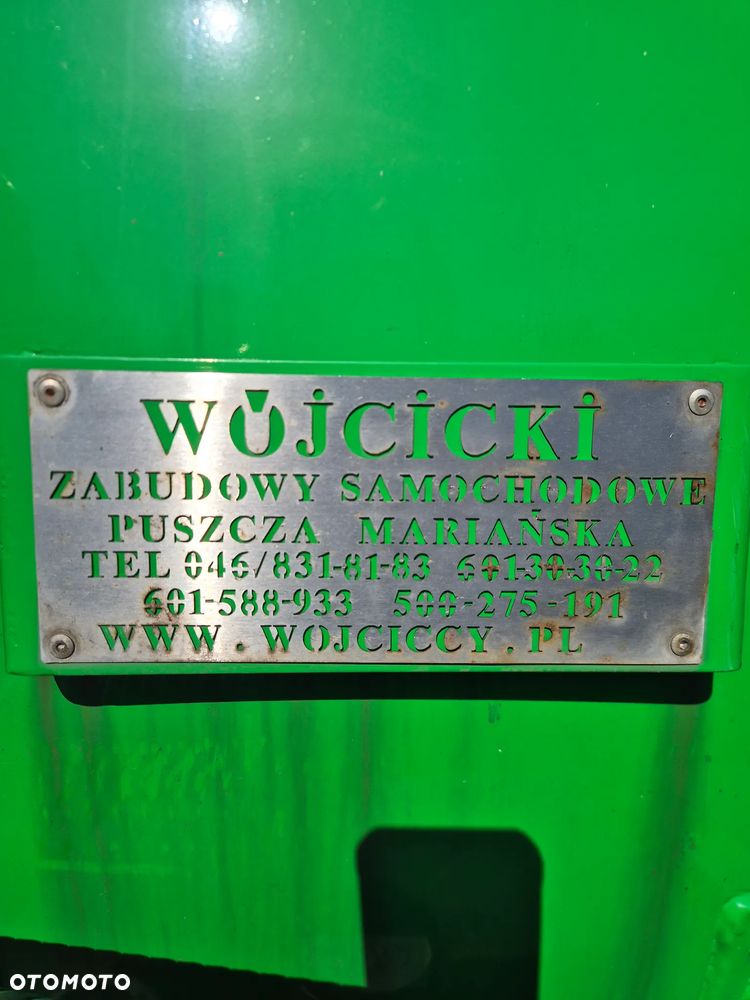 WÓJCICKI
ZABUDOWY SAMOCHODOWE
PUSZCZA MARIAŃSKA
TEL 046/831-81-83 601-30-30-22
601-588-933 500-275-191
WWW.WOJCICCY.PL
OTOMOTO